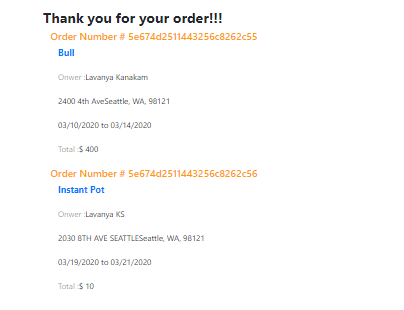 Thank you for your order!!!
Order Number # 5e674d2511443256c8262c55
Bull
Onwer :Lavanya Kanakam
2400 4th AveSeattle, WA, 98121
03/10/2020 to 03/14/2020
Total :$ 400
Order Number # 5e674d2511443256c8262c56
Instant Pot
Onwer :Lavanya KS
2030 8TH AVE SEATTLESeattle, WA, 98121
03/19/2020 to 03/21/2020
Total :$ 10